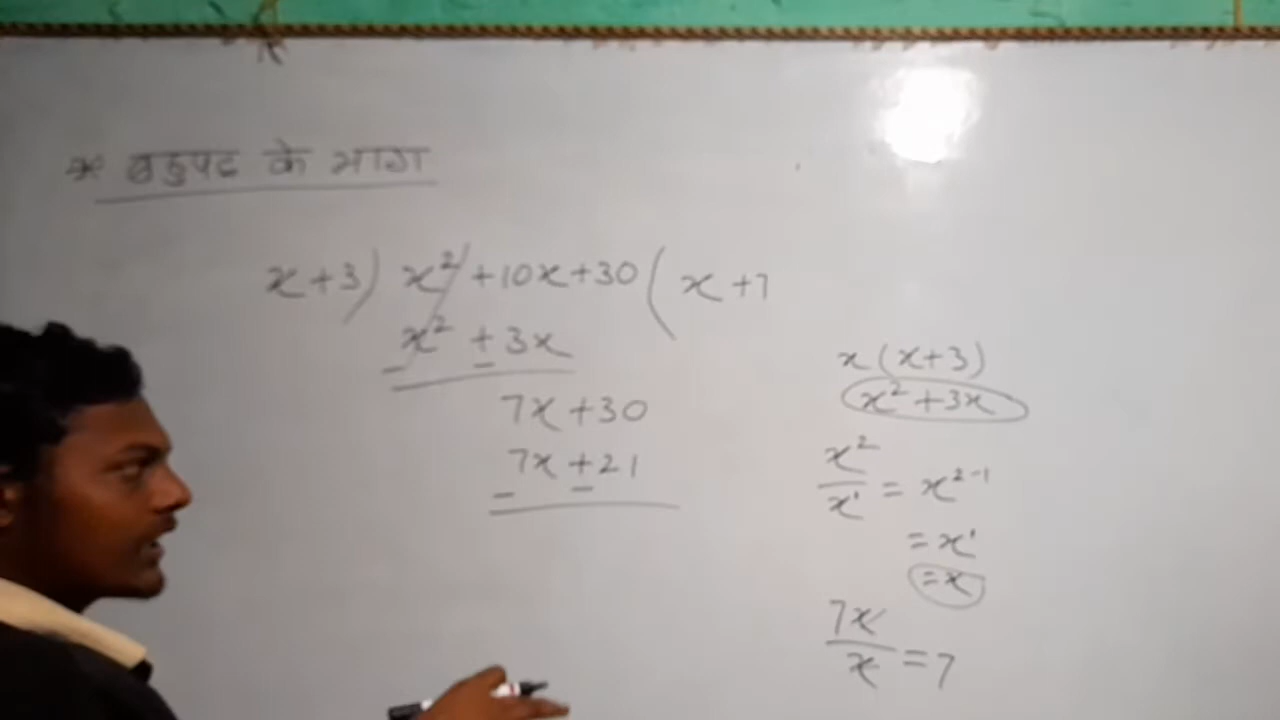 * बहुपद के भाग
x+3) x²+10x+30 ( x+7
x² + 3x
- -
7x+30
7x+21
- -
x(x+3)
x²+3x
x²/x¹ = x²⁻¹
= x¹
= x
7x/x = 7